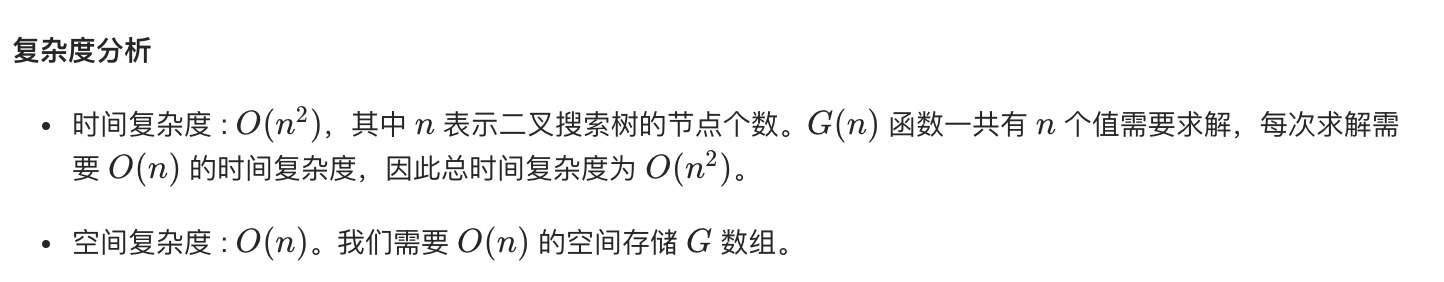 复杂度分析
• 时间复杂度 : O(n²)，其中 n 表示二叉搜索树的节点个数。G(n) 函数一共有 n 个值需要求解，每次求解需
要 O(n) 的时间复杂度，因此总时间复杂度为 O(n²)。
• 空间复杂度 : O(n)。我们需要 O(n) 的空间存储 G 数组。